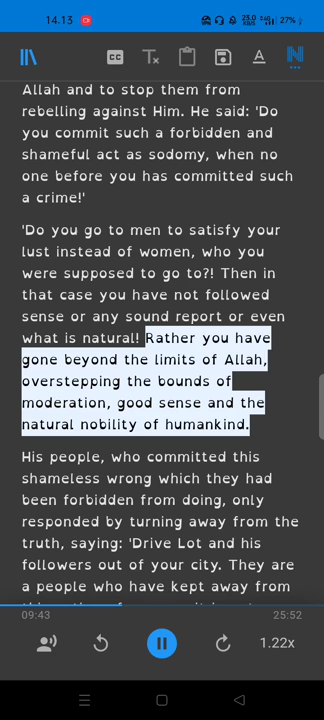 14.13
25.0
KB/S
27%
CC
Allah and to stop them from
rebelling against Him. He said: 'Do
you commit such a forbidden and
shameful act as sodomy, when no
one before you has committed such
a crime!'
'Do you go to men to satisfy your
lust instead of women, who you
were supposed to go to?! Then in
that case you have not followed
sense or any sound report or even
what is natural! Rather you have
gone beyond the limits of Allah,
overstepping the bounds of
moderation, good sense and the
natural nobility of humankind.
His people, who committed this
shameless wrong which they had
been forbidden from doing, only
responded by turning away from the
truth, saying: 'Drive Lot and his
followers out of your city. They are
a people who have kept away from
09:43
25:52
1.22x